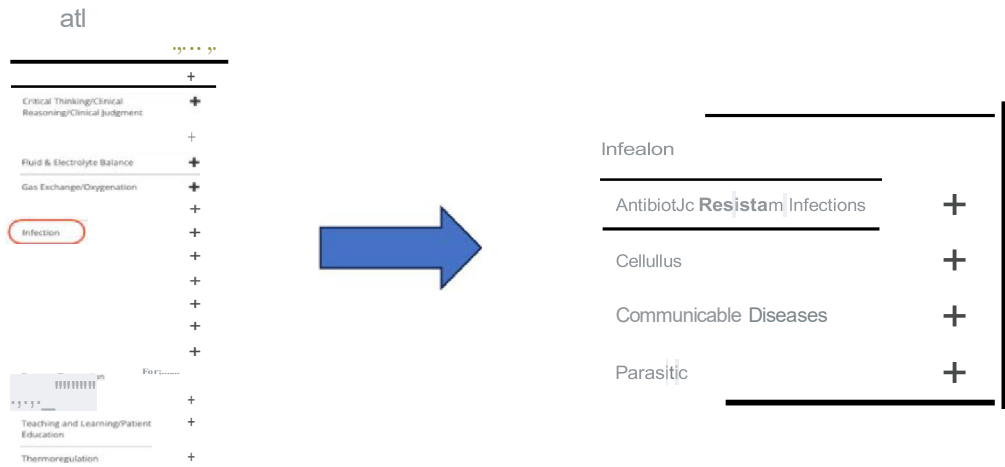 atl
+
Critical Thinking/Clinical +
Reasoning/Clinical Judgment
+
Fluid & Electrolyte Balance +
Gas Exchange/Oxygenation +
+
Infection +
+
+
+
+
+
For;.......
+
Teaching and Learning/Patient +
Education
Thermoregulation +
Infealon
AntibiotJc Resistam Infections +
Cellullus +
Communicable Diseases +
Parasitic +